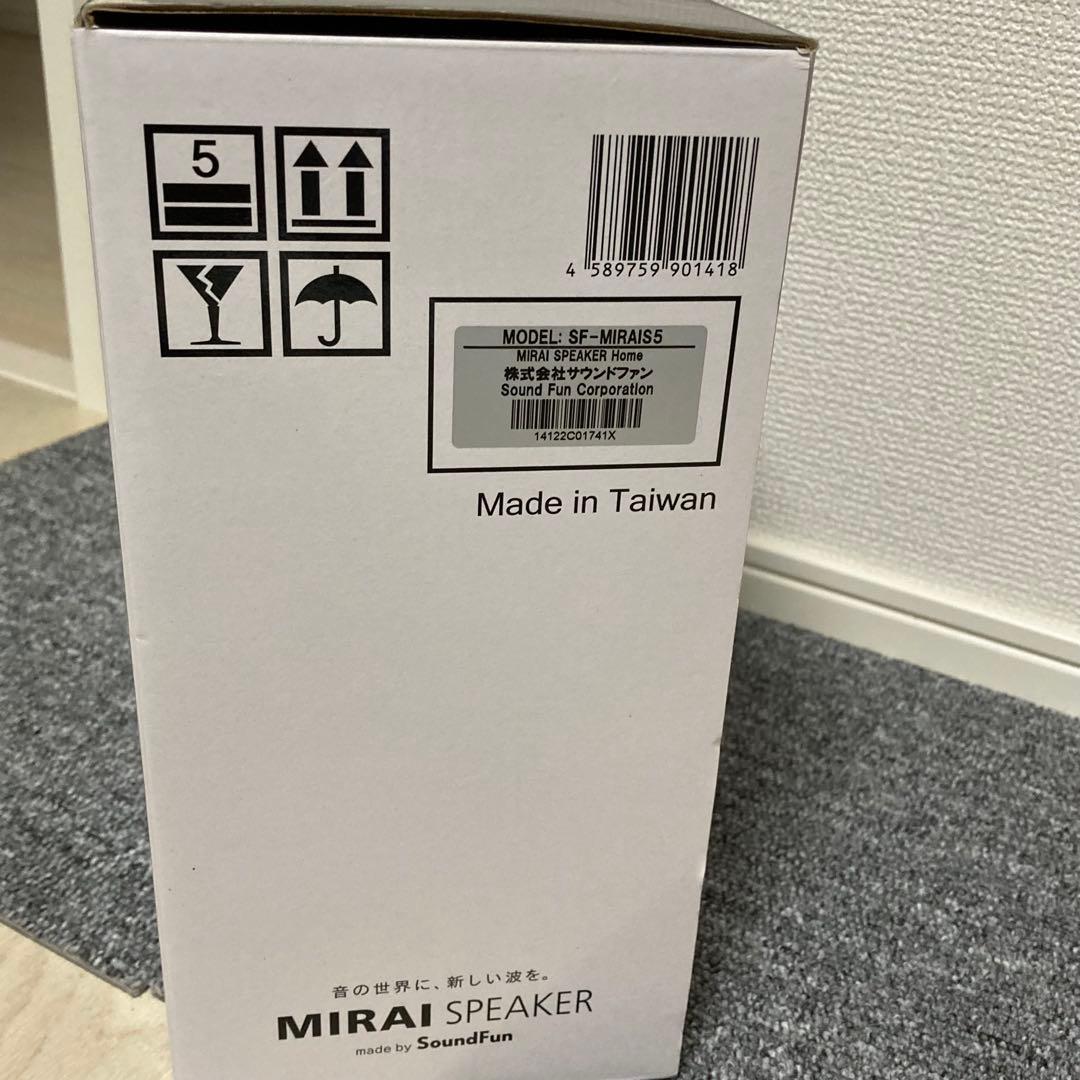 5
4 589759 901418
MODEL: SF-MIRAIS5
MIRAI SPEAKER Home
株式会社サウンドファン
Sound Fun Corporation
14122C01741X
Made in Taiwan
音の世界に、新しい波を。
MIRAI SPEAKER
made by SoundFun